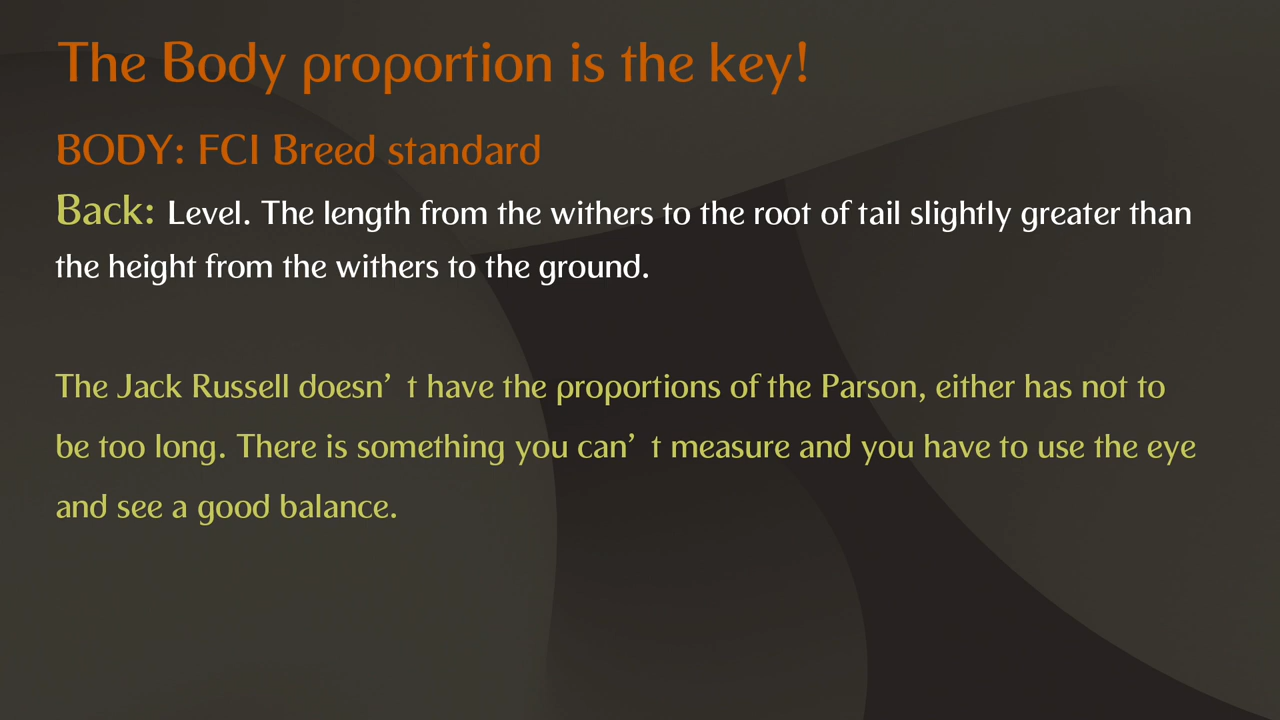 The Body proportion is the key!
BODY: FCI Breed standard
Back: Level. The length from the withers to the root of tail slightly greater than
the height from the withers to the ground.
The Jack Russell doesn’ t have the proportions of the Parson, either has not to
be too long. There is something you can’ t measure and you have to use the eye
and see a good balance.